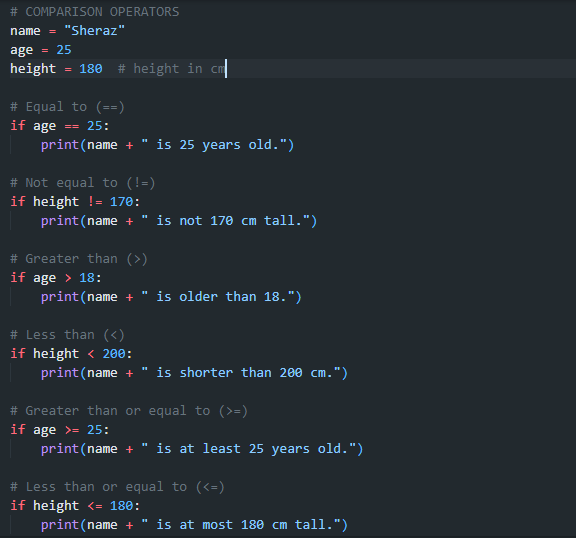 # COMPARISON OPERATORS
name = "Sheraz"
age = 25
height = 180  # height in cm

# Equal to (==)
if age == 25:
    print(name + " is 25 years old.")

# Not equal to (!=)
if height != 170:
    print(name + " is not 170 cm tall.")

# Greater than (>)
if age > 18:
    print(name + " is older than 18.")

# Less than (<)
if height < 200:
    print(name + " is shorter than 200 cm.")

# Greater than or equal to (>=)
if age >= 25:
    print(name + " is at least 25 years old.")

# Less than or equal to (<=)
if height <= 180:
    print(name + " is at most 180 cm tall.")